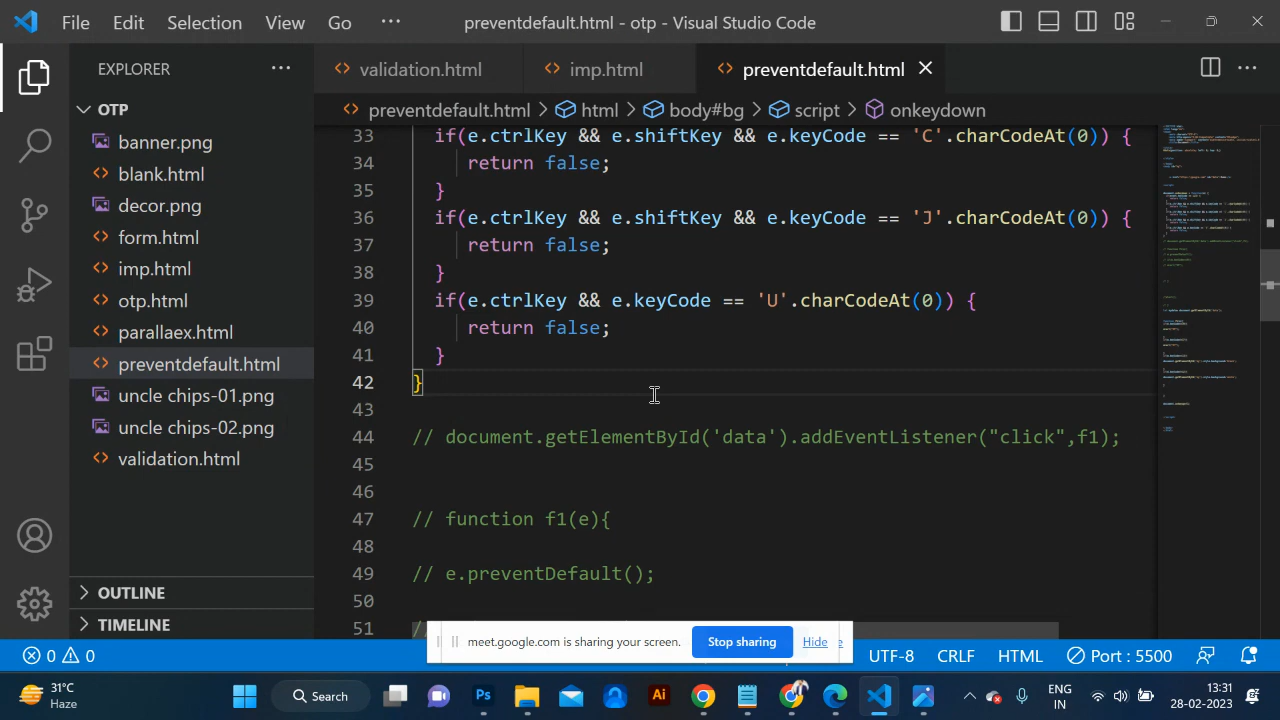 File Edit Selection View Go ··· preventdefault.html - otp - Visual Studio Code
EXPLORER ···
validation.html imp.html preventdefault.html
OTP
preventdefault.html > html > body#bg > script > onkeydown
banner.png
blank.html
decor.png
form.html
imp.html
otp.html
parallaex.html
preventdefault.html
uncle chips-01.png
uncle chips-02.png
validation.html
OUTLINE
TIMELINE
33 if(e.ctrlKey && e.shiftKey && e.keyCode == 'C'.charCodeAt(0)) {
34 return false;
35 }
36 if(e.ctrlKey && e.shiftKey && e.keyCode == 'J'.charCodeAt(0)) {
37 return false;
38 }
39 if(e.ctrlKey && e.keyCode == 'U'.charCodeAt(0)) {
40 return false;
41 }
42 }
43
44 // document.getElementById('data').addEventListener("click",f1);
45
46
47 // function f1(e){
48
49 // e.preventDefault();
50
51 //
meet.google.com is sharing your screen. Stop sharing Hide
0 0 UTF-8 CRLF HTML Port : 5500
31°C
Haze
Search
Ps
Ai
ENG
IN
13:31
28-02-2023